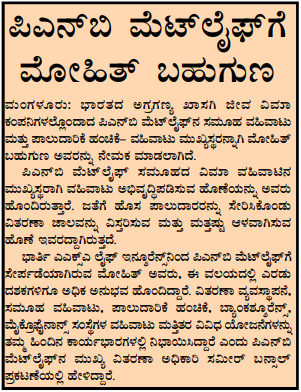 ಪಿಎನ್‌ಬಿ ಮೆಟ್‌ಲೈಫ್‌ಗೆ
ಮೋಹಿತ್ ಬಹುಗುಣ
ಮಂಗಳೂರು: ಭಾರತದ ಅಗ್ರಗಣ್ಯ ಖಾಸಗಿ ಜೀವ ವಿಮಾ
ಕಂಪನಿಗಳಲ್ಲೊಂದಾದ ಪಿಎನ್‌ಬಿ ಮೆಟ್‌ಲೈಫ್‌ನ ಸಮೂಹ ವಹಿವಾಟು
ಮತ್ತು ಪಾಲುದಾರಿಕೆ ಹಂಚಿಕೆ- ವಹಿವಾಟು ಮುಖ್ಯಸ್ಥರನ್ನಾಗಿ ಮೋಹಿತ್
ಬಹುಗುಣ ಅವರನ್ನು ನೇಮಕ ಮಾಡಲಾಗಿದೆ.
ಪಿಎನ್‌ಬಿ ಮೆಟ್‌ಲೈಫ್ ಸಮೂಹದ ವಿಮಾ ವಹಿವಾಟಿನ
ಮುಖ್ಯಸ್ಥರಾಗಿ ವಹಿವಾಟು ಅಭಿವೃದ್ಧಿಪಡಿಸುವ ಹೊಣೆಯನ್ನು ಅವರು
ಹೊಂದಿರುತ್ತಾರೆ. ಜತೆಗೆ ಹೊಸ ಪಾಲುದಾರರನ್ನು ಸೇರಿಸಿಕೊಂಡು
ವಿತರಣಾ ಜಾಲವನ್ನು ವಿಸ್ತರಿಸುವ ಮತ್ತು ಮತ್ತಷ್ಟು ಆಳವಾಗಿಸುವ
ಹೊಣೆ ಇವರದ್ದಾಗಿರುತ್ತದೆ.
ಭಾರ್ತಿ ಎಎಕ್ಸ್‌ಎ ಲೈಫ್ ಇನ್ಶೂರೆನ್ಸ್‌ನಿಂದ ಪಿಎನ್‌ಬಿ ಮೆಟ್‌ಲೈಫ್‌ಗೆ
ಸೇರ್ಪಡೆಯಾಗಿರುವ ಮೋಹಿತ್ ಅವರು, ಈ ವಲಯದಲ್ಲಿ ಎರಡು
ದಶಕಗಳಿಗೂ ಅಧಿಕ ಅನುಭವ ಹೊಂದಿದ್ದಾರೆ. ವಿತರಣಾ ವ್ಯವಸ್ಥಾಪನೆ,
ಸಮೂಹ ವಹಿವಾಟು, ಪಾಲುದಾರಿಕೆ ಹಂಚಿಕೆ, ಬ್ಯಾಂಕಶ್ಯೂರೆನ್ಸ್,
ಮೈಕ್ರೊಫೈನಾನ್ಸ್ ಸಂಸ್ಥೆಗಳ ವಹಿವಾಟು ಮತ್ತಿತರ ವಿವಿಧ ಯೋಜನೆಗಳನ್ನು
ತಮ್ಮ ಹಿಂದಿನ ಕಾರ್ಯಭಾರಗಳಲ್ಲಿ ನಿಭಾಯಿಸಿದ್ದಾರೆ ಎಂದು ಪಿಎನ್‌ಬಿ
ಮೆಟ್‌ಲೈಫ್‌ನ ಮುಖ್ಯ ವಿತರಣಾ ಅಧಿಕಾರಿ ಸಮೀರ್ ಬನ್ಸಾಲ್
ಪ್ರಕಟಣೆಯಲ್ಲಿ ಹೇಳಿದ್ದಾರೆ.